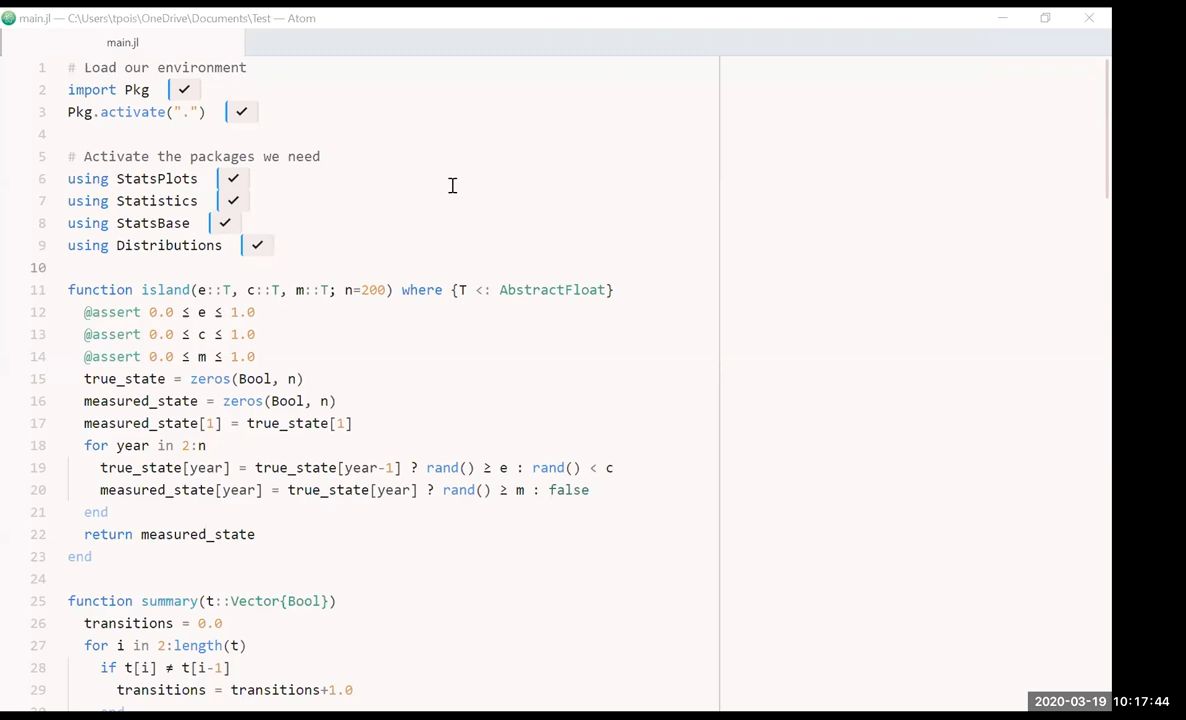 main.jl — C:\Users\tpois\OneDrive\Documents\Test — Atom
main.jl
1 # Load our environment
2 import Pkg ✓
3 Pkg.activate(".") ✓
4
5 # Activate the packages we need
6 using StatsPlots ✓
7 using Statistics ✓
8 using StatsBase ✓
9 using Distributions ✓
10
11 function island(e::T, c::T, m::T; n=200) where {T <: AbstractFloat}
12 @assert 0.0 ≤ e ≤ 1.0
13 @assert 0.0 ≤ c ≤ 1.0
14 @assert 0.0 ≤ m ≤ 1.0
15 true_state = zeros(Bool, n)
16 measured_state = zeros(Bool, n)
17 measured_state[1] = true_state[1]
18 for year in 2:n
19 true_state[year] = true_state[year-1] ? rand() ≥ e : rand() < c
20 measured_state[year] = true_state[year] ? rand() ≥ m : false
21 end
22 return measured_state
23 end
24
25 function summary(t::Vector{Bool})
26 transitions = 0.0
27 for i in 2:length(t)
28 if t[i] ≠ t[i-1]
29 transitions = transitions+1.0
2020-03-19 10:17:44